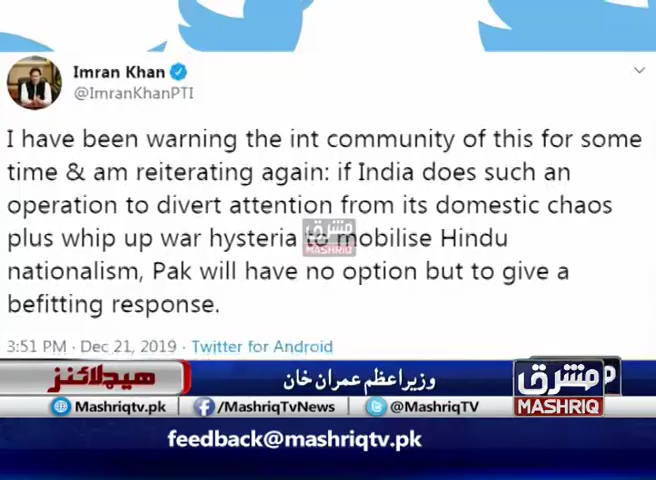 Imran Khan
@ImranKhanPTI
I have been warning the int community of this for some
time & am reiterating again: if India does such an
operation to divert attention from its domestic chaos
plus whip up war hysteria to mobilise Hindu
nationalism, Pak will have no option but to give a
befitting response.
مشرق
MASHRIQ
3:51 PM · Dec 21, 2019 · Twitter for Android
ہیڈلائنز
وزیراعظم عمران خان
مشرق
MASHRIQ
Mashriqtv.pk
/MashriqTvNews
@MashriqTV
feedback@mashriqtv.pk